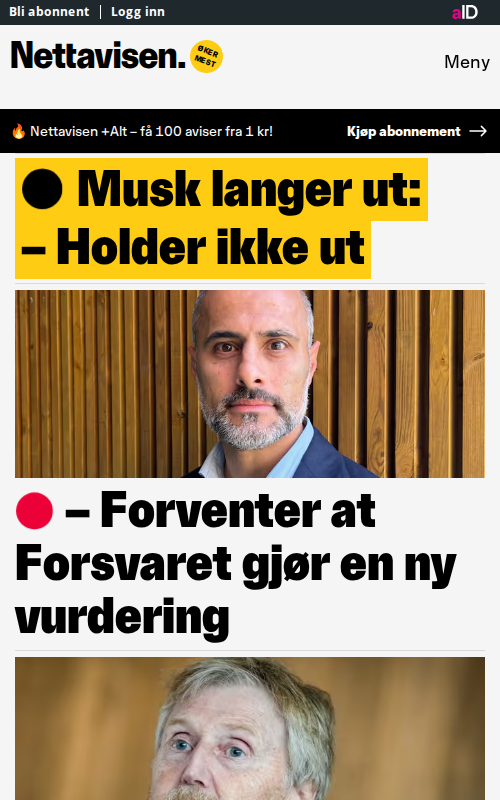 Bli abonnent | Logg inn
aID
Nettavisen.
ØKER
MEST
Meny
Nettavisen +Alt – få 100 aviser fra 1 kr!
Kjøp abonnement
Musk langer ut:
– Holder ikke ut
– Forventer at
Forsvaret gjør en ny
vurdering